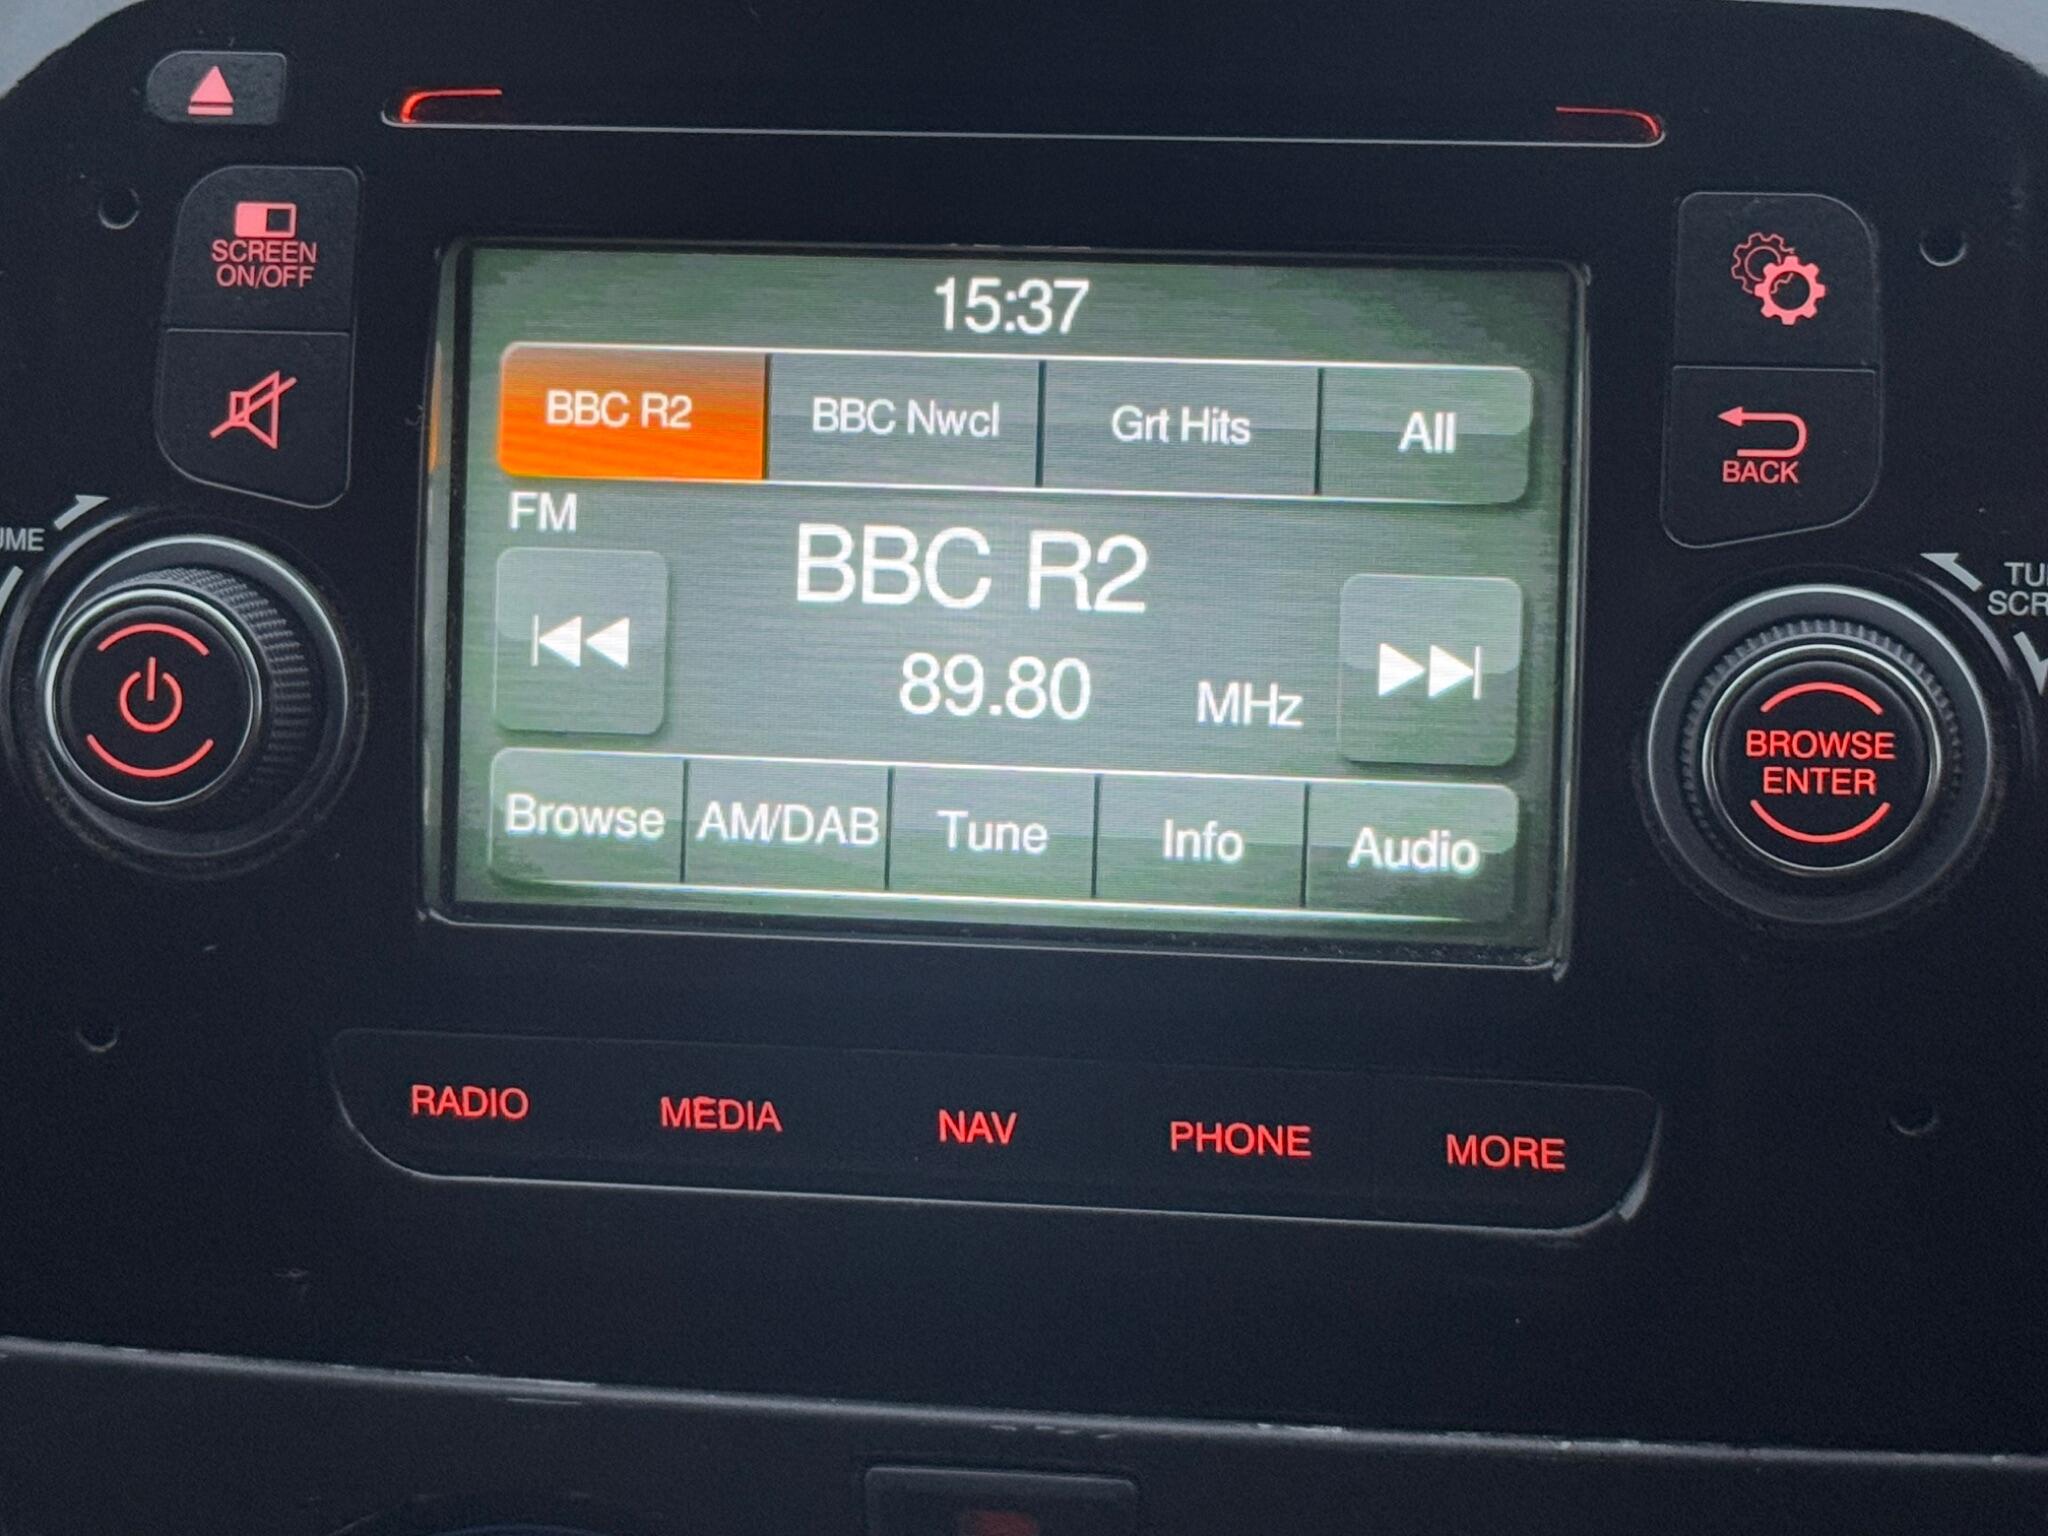 15:37
SCREEN
ON/OFF
BBC R2 BBC Nwcl Grt Hits All
BACK
FM
BBC R2
89.80 MHz
BROWSE
ENTER
Browse AM/DAB Tune Info Audio
RADIO MEDIA NAV PHONE MORE